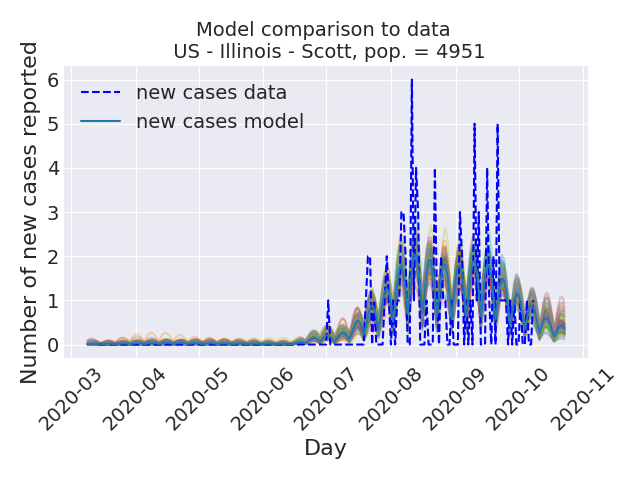 Model comparison to data
US - Illinois - Scott, pop. = 4951
Number of new cases reported
6
5
4
3
2
1
0
new cases data
new cases model
2020-03
2020-04
2020-05
2020-06
2020-07
2020-08
2020-09
2020-10
2020-11
Day